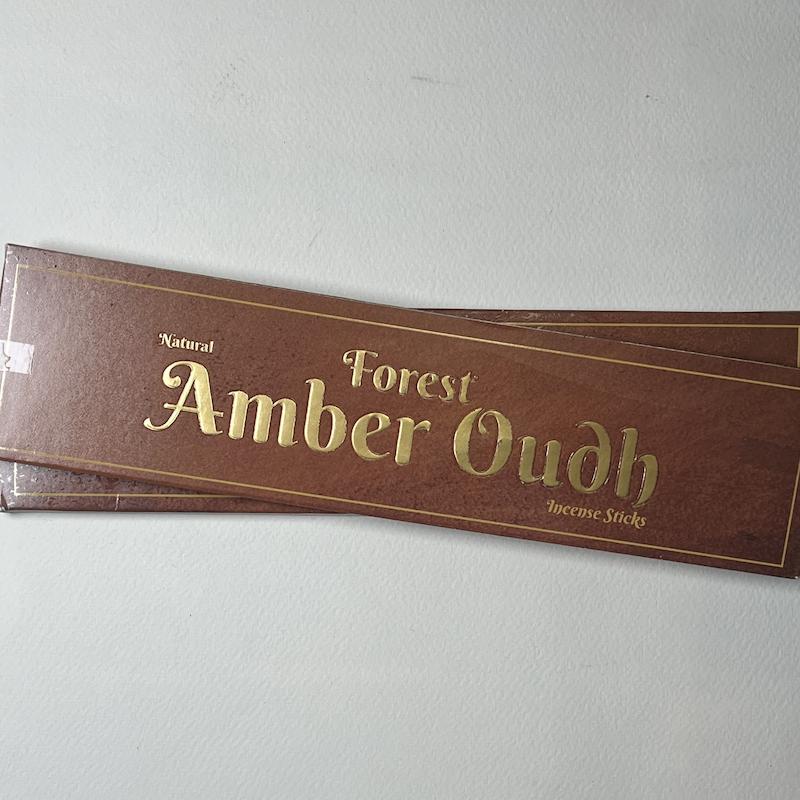 Natural
Forest
Amber Oudh
Incense Sticks